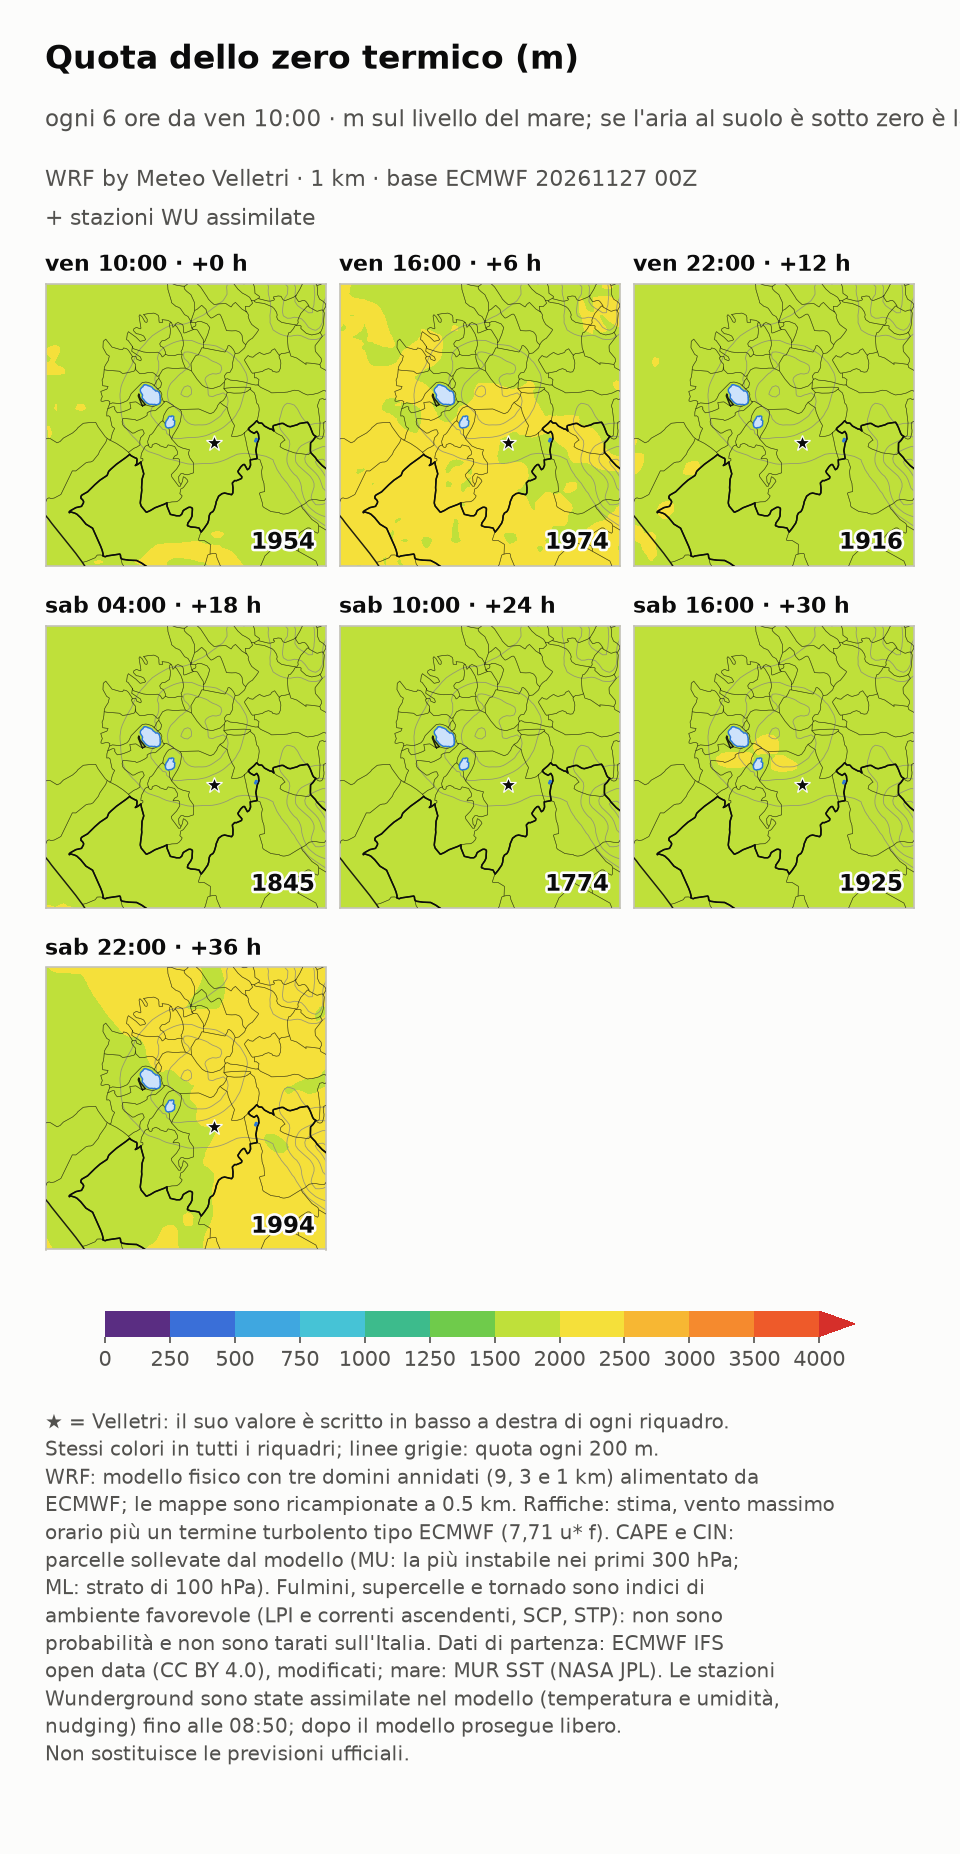 Quota dello zero termico (m)
ogni 6 ore da ven 10:00 · m sul livello del mare; se l'aria al suolo è sotto zero è l
WRF by Meteo Velletri · 1 km · base ECMWF 20261127 00Z
+ stazioni WU assimilate
ven 10:00 · +0 h
ven 16:00 · +6 h
ven 22:00 · +12 h
1954
1974
1916
sab 04:00 · +18 h
sab 10:00 · +24 h
sab 16:00 · +30 h
1845
1774
1925
sab 22:00 · +36 h
1994
0 250 500 750 1000 1250 1500 2000 2500 3000 3500 4000
★ = Velletri: il suo valore è scritto in basso a destra di ogni riquadro.
Stessi colori in tutti i riquadri; linee grigie: quota ogni 200 m.
WRF: modello fisico con tre domini annidati (9, 3 e 1 km) alimentato da
ECMWF; le mappe sono ricampionate a 0.5 km. Raffiche: stima, vento massimo
orario più un termine turbolento tipo ECMWF (7,71 u* f). CAPE e CIN:
parcelle sollevate dal modello (MU: la più instabile nei primi 300 hPa;
ML: strato di 100 hPa). Fulmini, supercelle e tornado sono indici di
ambiente favorevole (LPI e correnti ascendenti, SCP, STP): non sono
probabilità e non sono tarati sull'Italia. Dati di partenza: ECMWF IFS
open data (CC BY 4.0), modificati; mare: MUR SST (NASA JPL). Le stazioni
Wunderground sono state assimilate nel modello (temperatura e umidità,
nudging) fino alle 08:50; dopo il modello prosegue libero.
Non sostituisce le previsioni ufficiali.